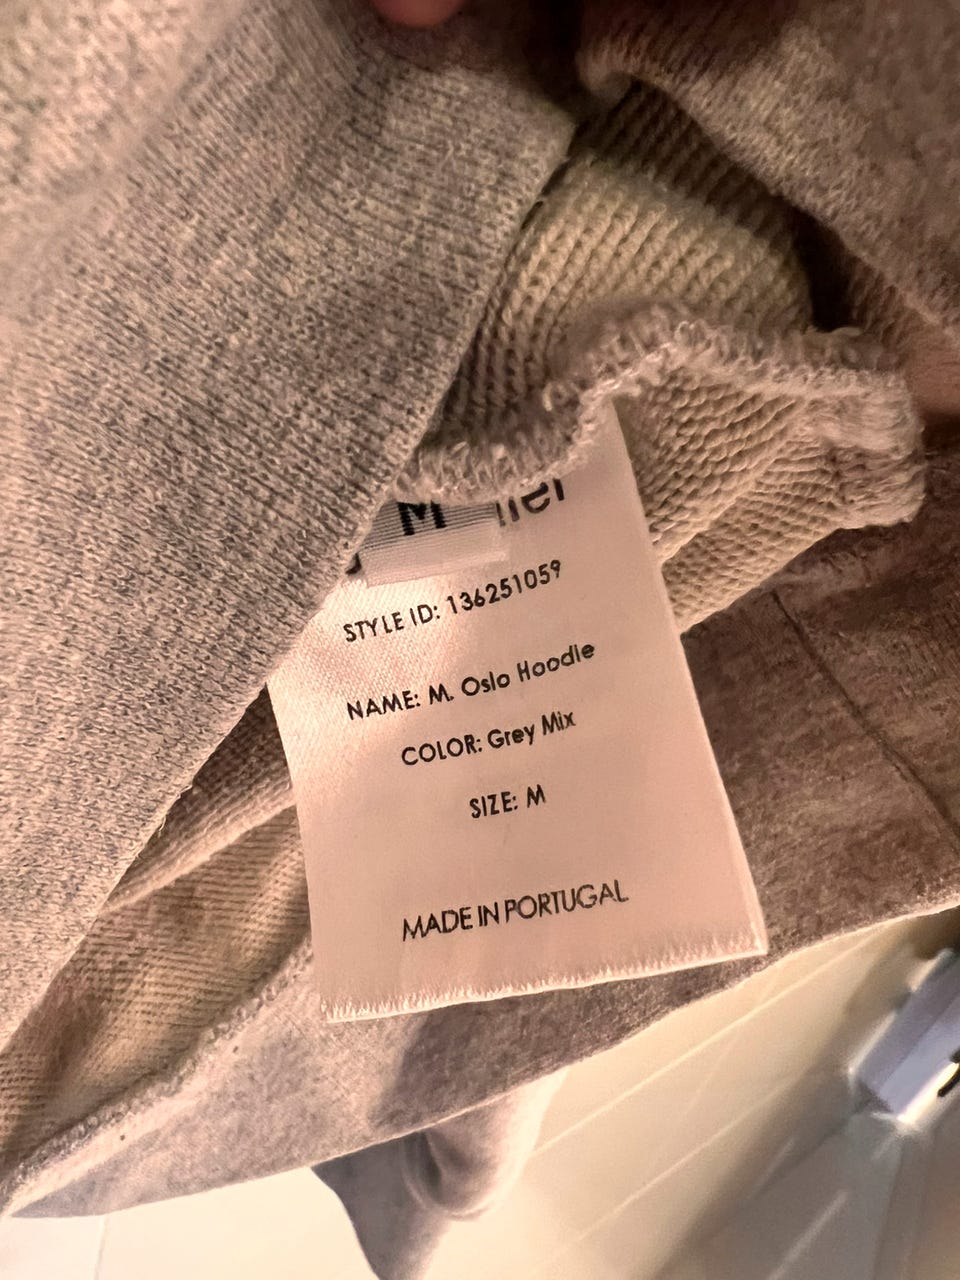 M
STYLE ID: 136251059
NAME: M. Oslo Hoodie
COLOR: Grey Mix
SIZE: M
MADE IN PORTUGAL